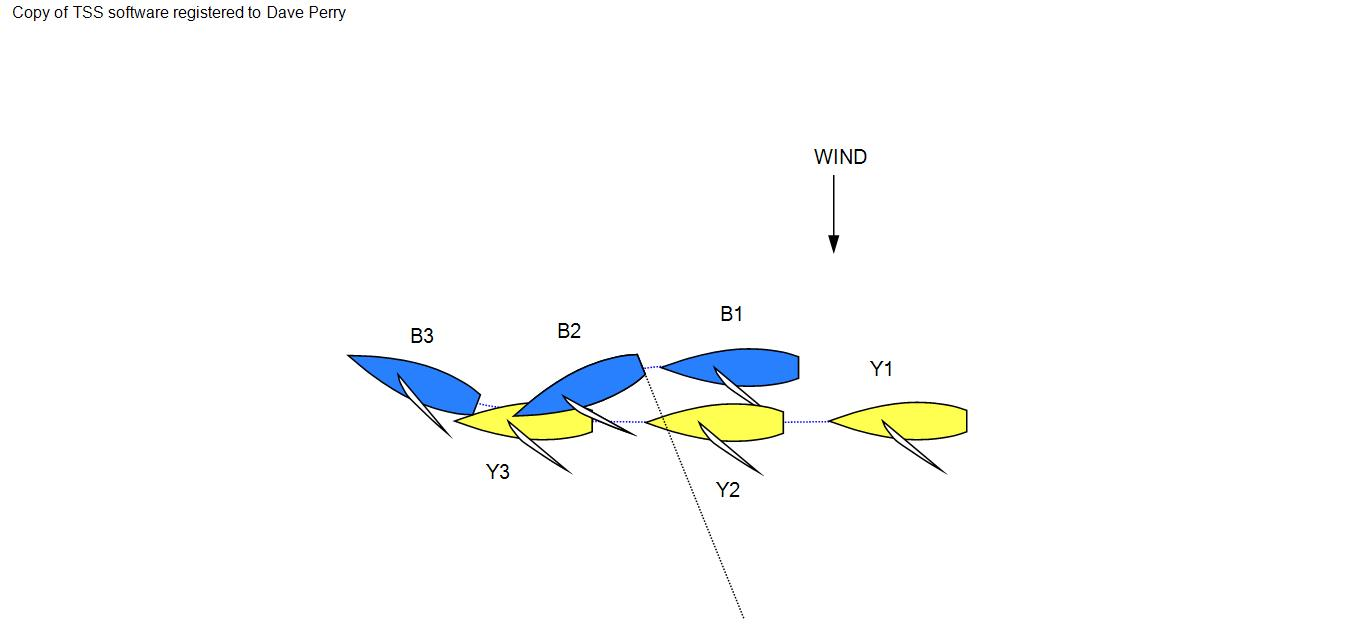 Copy of TSS software registered to Dave Perry
WIND
B1
B2
B3
Y1
Y3
Y2